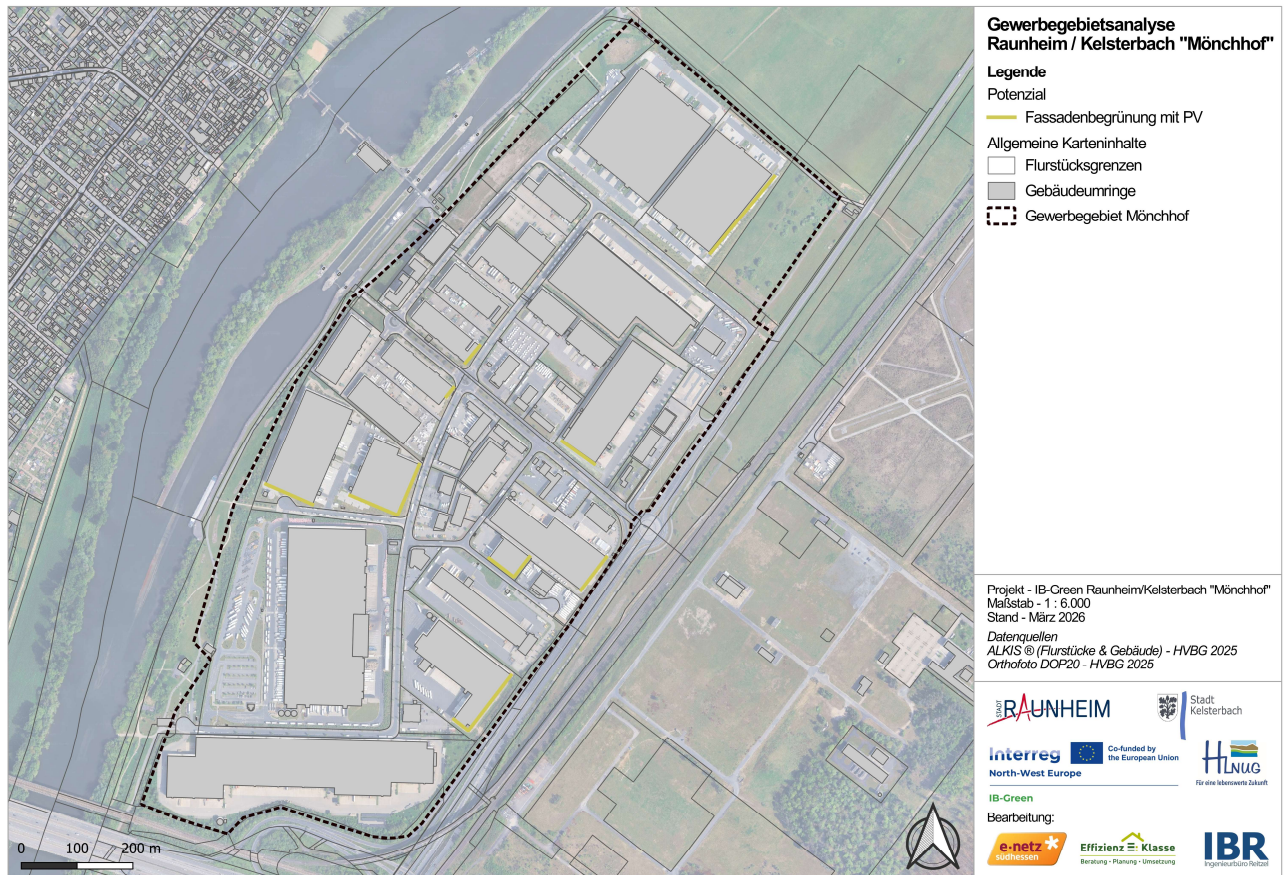 Gewerbegebietsanalyse
Raunheim / Kelsterbach "Mönchhof"
Legende
Potenzial
Fassadenbegrünung mit PV
Allgemeine Karteninhalte
Flurstücksgrenzen
Gebäudeumringe
Gewerbegebiet Mönchhof
Projekt - IB-Green Raunheim/Kelsterbach "Mönchhof"
Maßstab - 1 : 6.000
Stand - März 2026
Datenquellen
ALKIS ® (Flurstücke & Gebäude) - HVBG 2025
Orthofoto DOP20 - HVBG 2025
STADT RAUNHEIM
Stadt
Kelsterbach
Interreg
Co-funded by
the European Union
North-West Europe
HLNUG
Für eine lebenswerte Zukunft
IB-Green
Bearbeitung:
e-netz
südhessen
Effizienz Klasse
Beratung • Planung • Umsetzung
IBR
Ingenieurbüro Reitzel
0 100 200 m